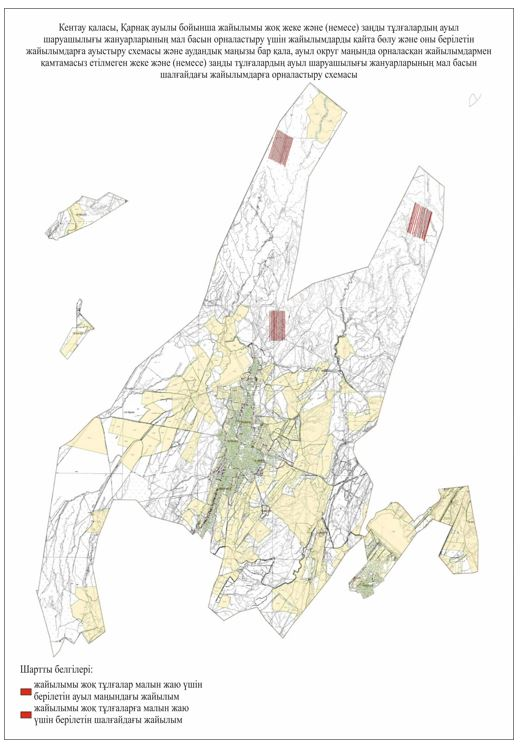 Кентау қаласы, Қарнақ ауылы бойынша жайылымы жоқ жеке және (немесе) заңды тұлғалардың ауыл
шаруашылығы жануарларының мал басын орналастыру үшін жайылымдарды қайта бөлу және оны берілетін
жайылымдарға ауыстыру схемасы және аудандық маңызы бар қала, ауыл округ маңында орналасқан жайылымдармен
қамтамасыз етілмеген жеке және (немесе) заңды тұлғалардың ауыл шаруашылығы жануарларының мал басын
шалғайдағы жайылымдарға орналастыру схемасы
Шартты белгілері:
жайылымы жоқ тұлғалар малын жаю үшін
берілетін ауыл маңындағы жайылым
жайылымы жоқ тұлғаларға малын жаю
үшін берілетін шалғайдағы жайылым